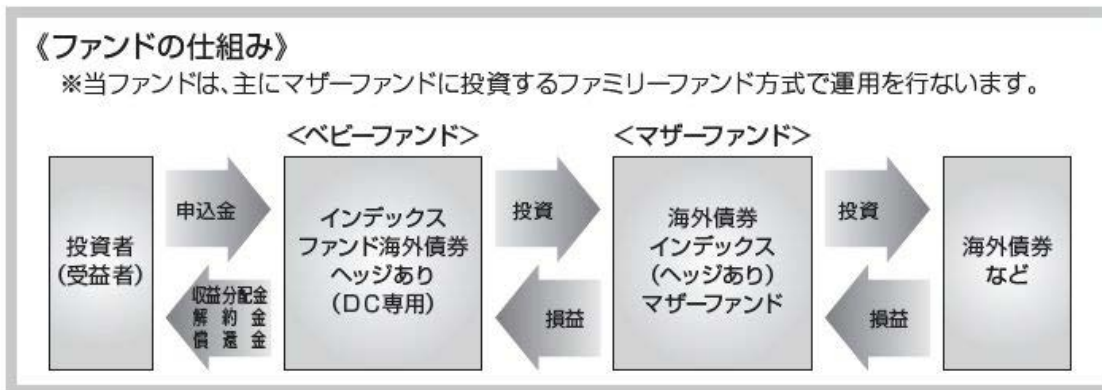 《ファンドの仕組み》
※当ファンドは、主にマザーファンドに投資するファミリーファンド方式で運用を行ないます。
＜ベビーファンド＞
＜マザーファンド＞
投資者
（受益者）
申込金
収益分配金
解約金
償還金
インデックス
ファンド海外債券
ヘッジあり
（DC専用）
投資
損益
海外債券
インデックス
（ヘッジあり）
マザーファンド
投資
損益
海外債券
など